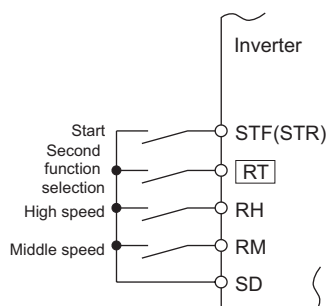 Inverter
Start
STF(STR)
Second
function
selection
RT
High speed
RH
Middle speed
RM
SD